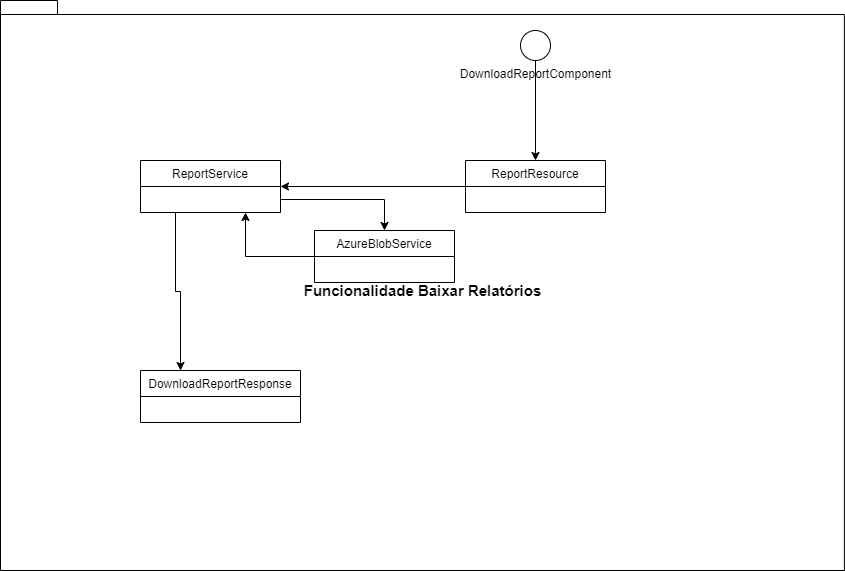 DownloadReportComponent
ReportService
ReportResource
AzureBlobService
Funcionalidade Baixar Relatórios
DownloadReportResponse